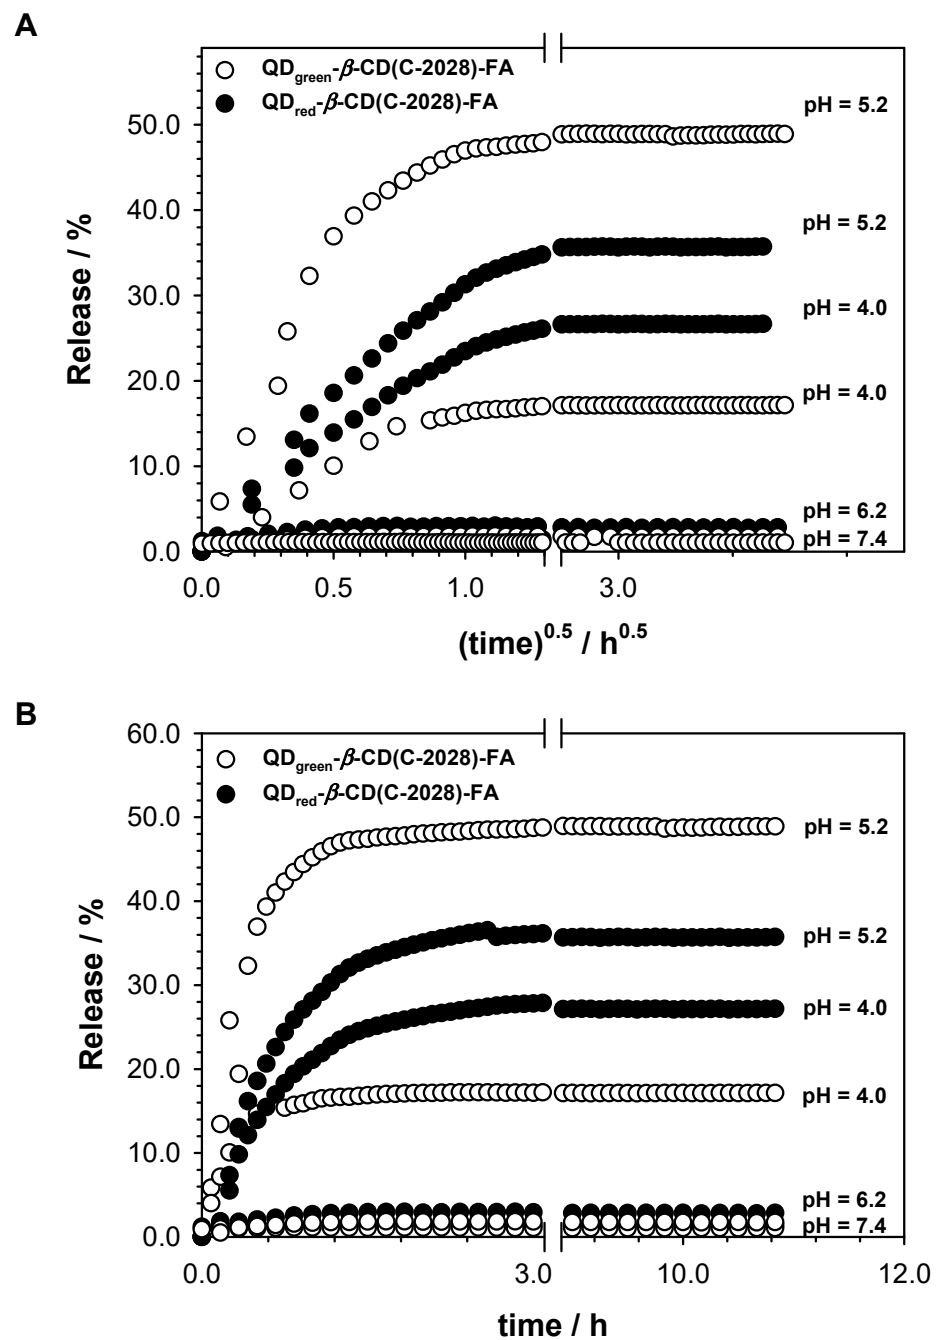 A
QDgreen-β-CD(C-2028)-FA
QDred-β-CD(C-2028)-FA
pH = 5.2
50.0
pH = 5.2
40.0
pH = 4.0
30.0
pH = 4.0
20.0
10.0
pH = 6.2
pH = 7.4
0.0
Release / %
0.0 0.5 1.0 3.0
(time)^0.5 / h^0.5
B
60.0
QDgreen-β-CD(C-2028)-FA
QDred-β-CD(C-2028)-FA
50.0
pH = 5.2
40.0
pH = 5.2
30.0
pH = 4.0
20.0
pH = 4.0
10.0
pH = 6.2
pH = 7.4
0.0
Release / %
0.0 3.0 10.0 12.0
time / h